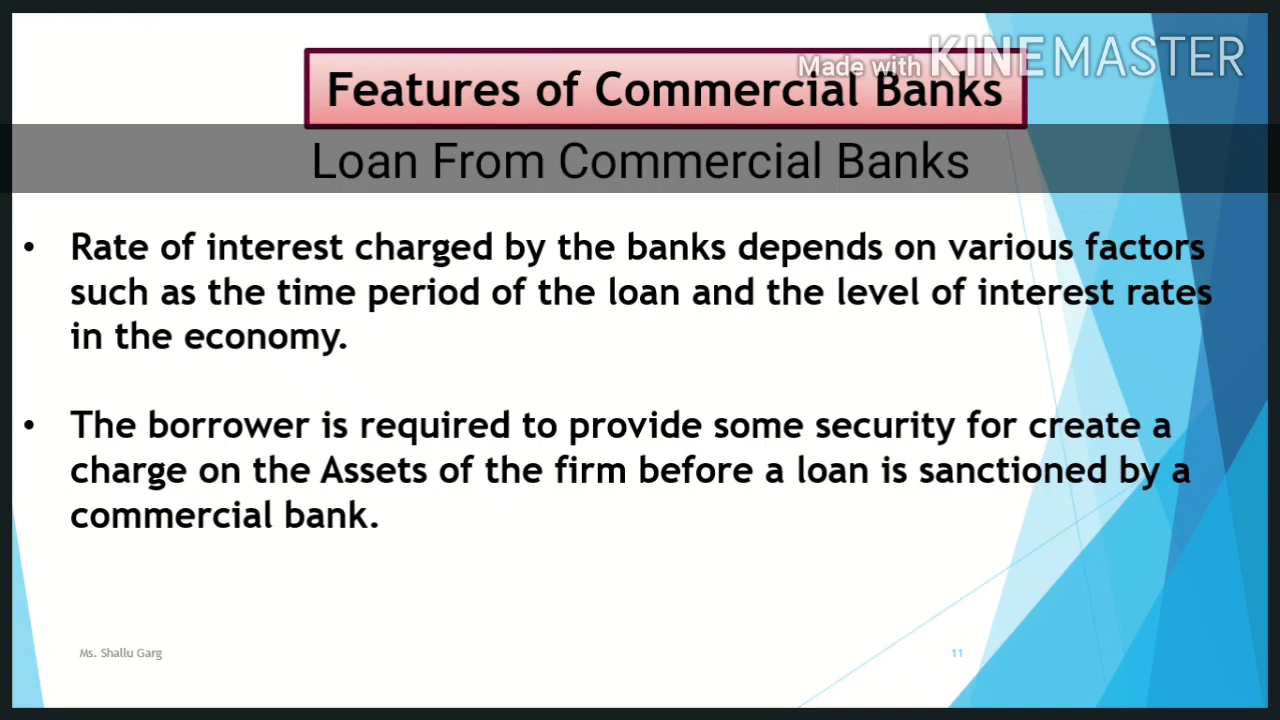 Made with KINEMASTER
Features of Commercial Banks
Loan From Commercial Banks
• Rate of interest charged by the banks depends on various factors
such as the time period of the loan and the level of interest rates
in the economy.
• The borrower is required to provide some security for create a
charge on the Assets of the firm before a loan is sanctioned by a
commercial bank.
Ms. Shallu Garg
11